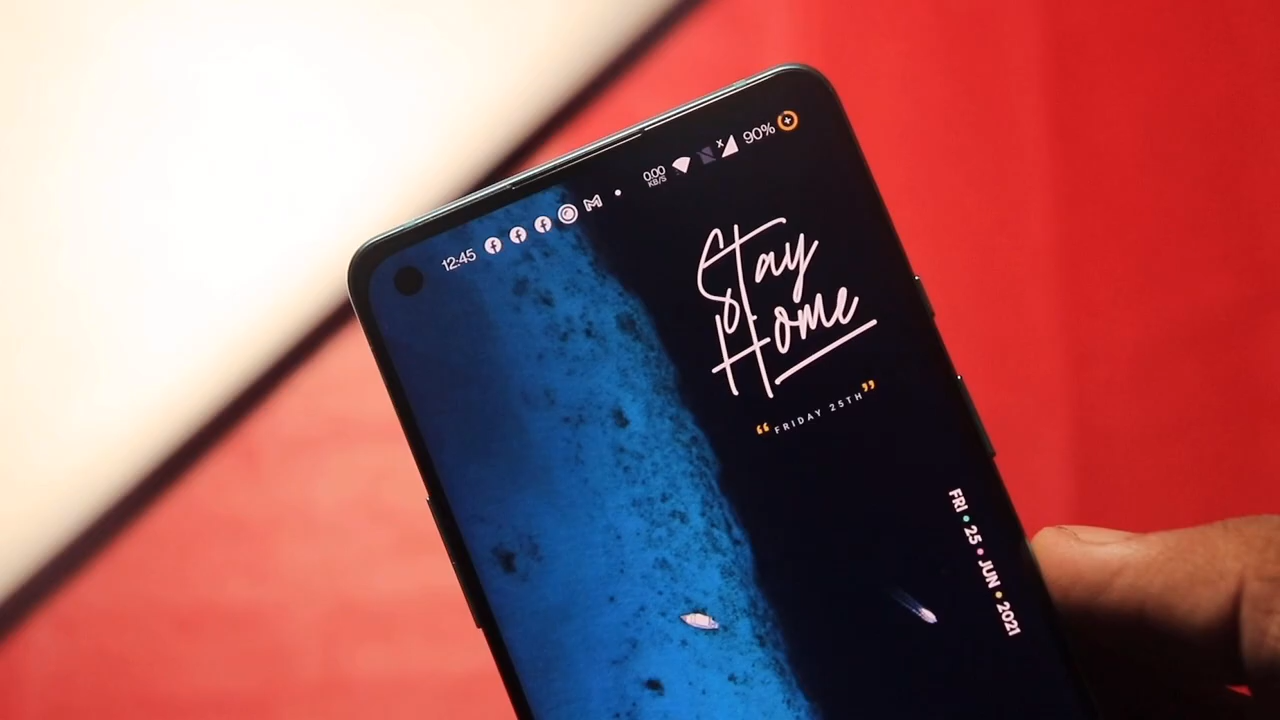 12:45
0.00
KB/S
x
90%
Stay
Home
“ FRIDAY 25TH ”
FRI • 25 • JUN • 2021